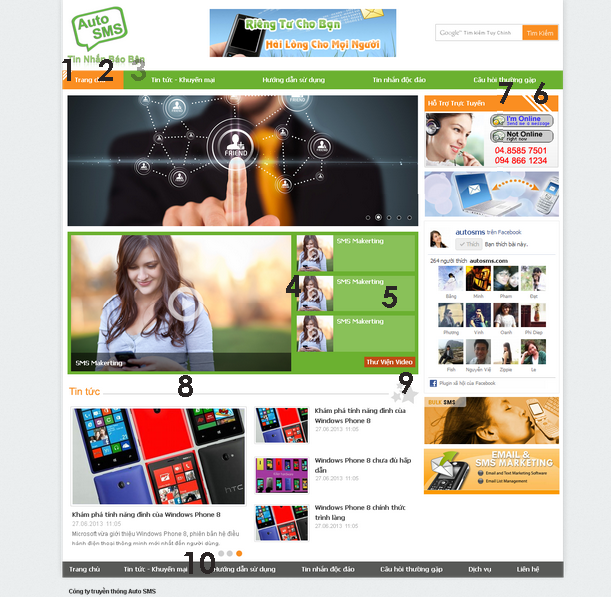 Auto
SMS
Tin Nhắn Báo Bận
Riêng Tư Cho Bạn
Hài Lòng Cho Mọi Người
Google™ Tìm kiếm Tùy Chỉnh
Tìm Kiếm
1 2 3
Trang ch
Tin tức - Khuyến mại
Hướng dẫn sử dụng
Tin nhắn độc đáo
Câu hỏi thường gặp
7 6
FRIEND
FRIEND
Hỗ Trợ Trực Tuyến
I'm Online
Send me a message
Not Online
right now
04.8585 7501
094 866 1234
autosms trên Facebook
Thích
Bạn thích bài này.
264 người thích autosms.com
Băng Minh Pham Đạt
Phương Vinh Oanh Phi Diep
Fish Nguyễn Việ Zippie Le
Plugin xã hội của Facebook
SMS Makerting
SMS Makerting
SMS Makerting
SMS Makerting
4 5
Thư Viện Video
8 9
Tin tức
Khám phá tính năng đỉnh của Windows Phone 8
27.06.2013 11:05
Microsoft vừa giới thiệu Windows Phone 8, phiên bản hệ điều
hành điện thoại thông minh mới nhất đến người dùng.
Khám phá tính năng đỉnh của
Windows Phone 8
27.06.2013 11:05
Windows Phone 8 chưa đủ hấp
dẫn
27.06.2013 11:05
Windows Phone 8 chính thức
trình làng
27.06.2013 11:05
hTC
BULK SMS
EMAIL &
SMS MARKETING
Email and Text Marketing Software
Email List Management
10
Trang chủ
Tin tức - Khuyến mại
Hướng dẫn sử dụng
Tin nhắn độc đáo
Câu hỏi thường gặp
Dịch vụ
Liên hệ
Công ty truyền thông Auto SMS